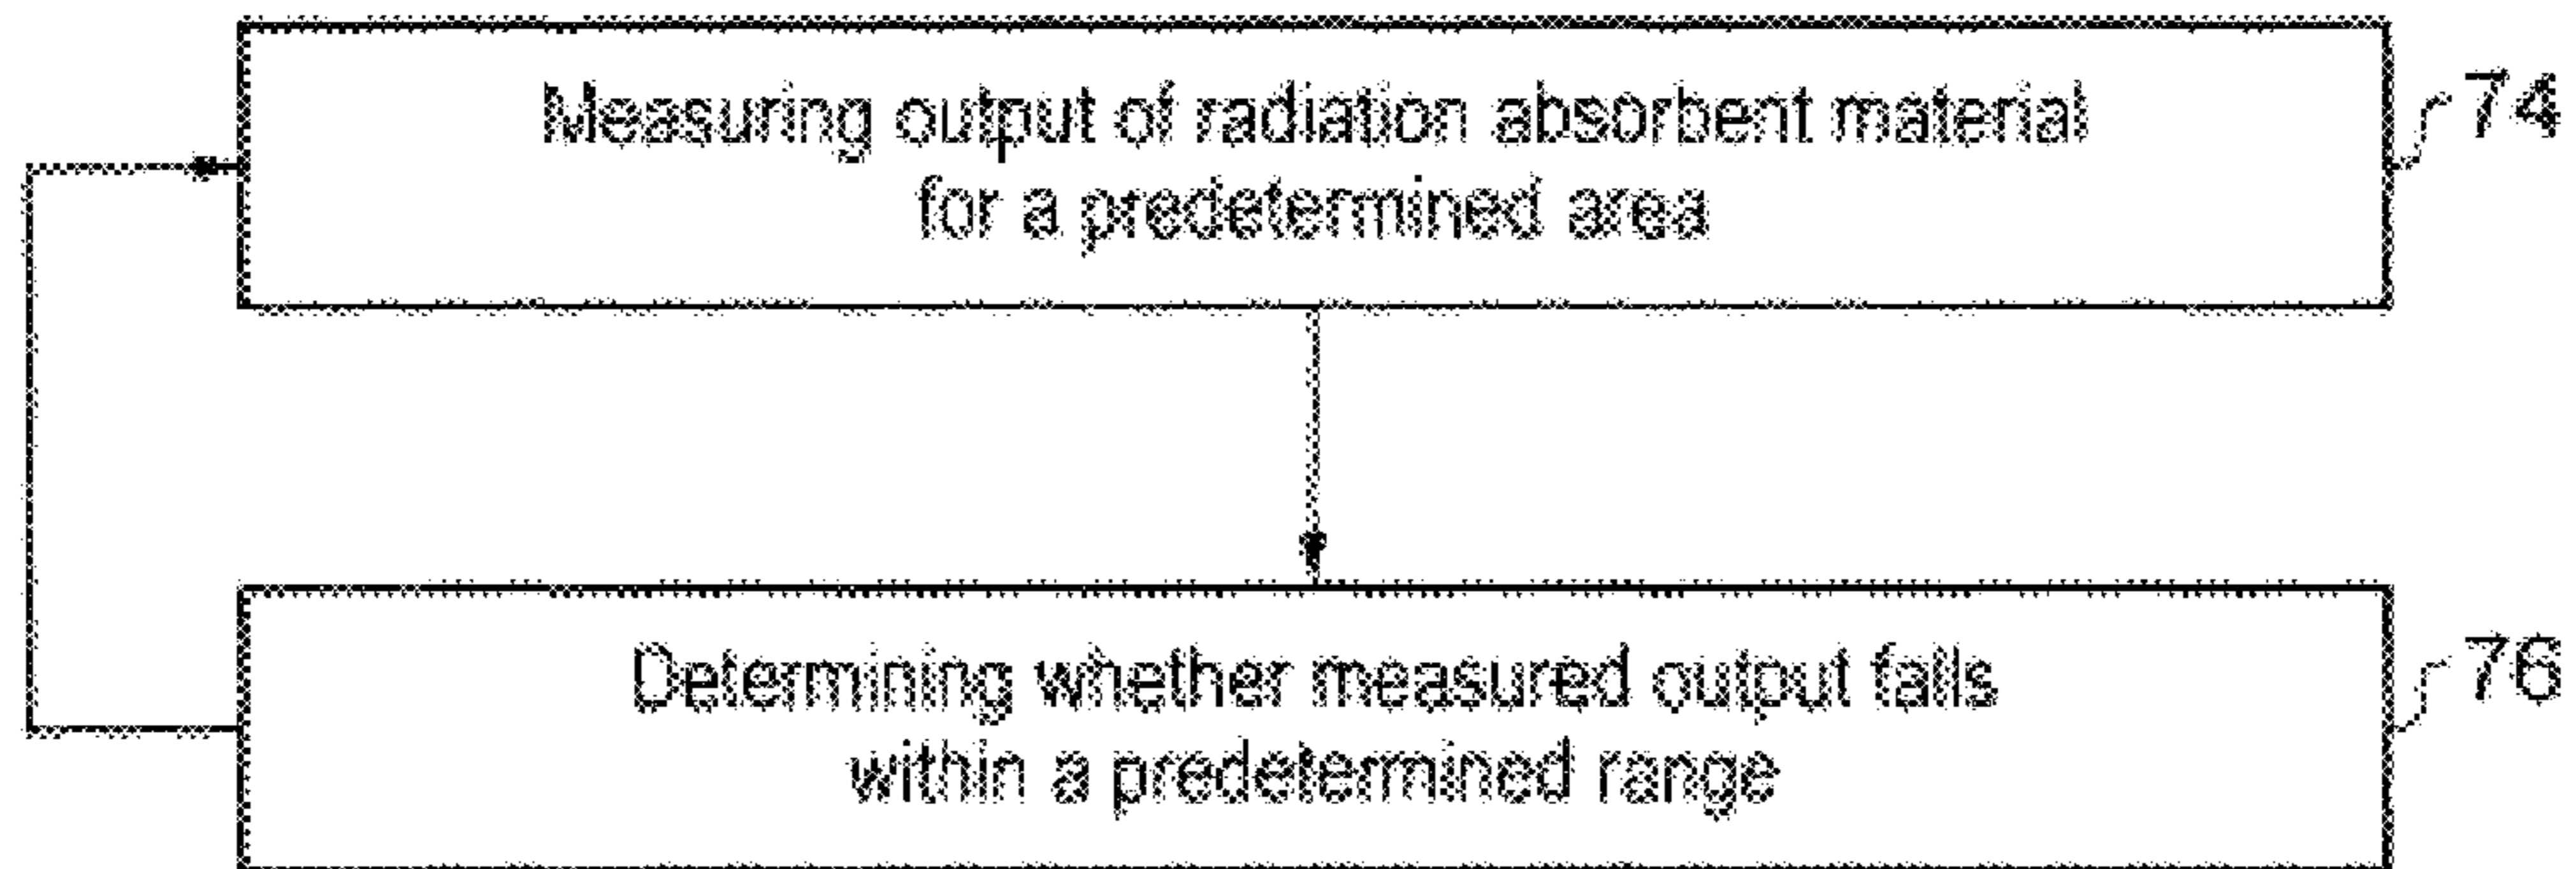 Measuring output of radiation absorbent material
for a predetermined area
74
Determining whether measured output falls
within a predetermined range
76